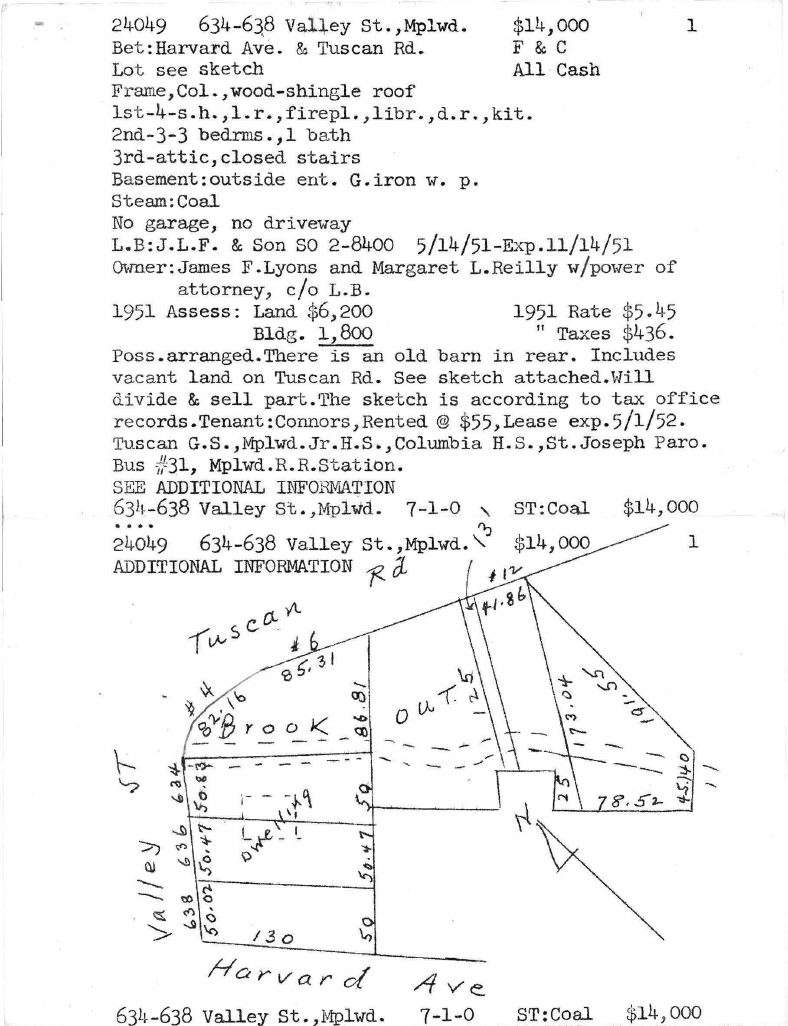 24049 634-638 Valley St.,Mplwd. $14,000 1
Bet:Harvard Ave. & Tuscan Rd. F & C
Lot see sketch All Cash
Frame,Col.,wood-shingle roof
1st-4-s.h.,l.r.,firepl.,libr.,d.r.,kit.
2nd-3-3 bedrms.,1 bath
3rd-attic,closed stairs
Basement:outside ent. G.iron w. p.
Steam:Coal
No garage, no driveway
L.B:J.L.F. & Son SO 2-8400 5/14/51-Exp.11/14/51
Owner:James F.Lyons and Margaret L.Reilly w/power of
attorney, c/o L.B.
1951 Assess: Land $6,200 1951 Rate $5.45
Bldg. 1,800 " Taxes $436.
Poss.arranged.There is an old barn in rear. Includes
vacant land on Tuscan Rd. See sketch attached.Will
divide & sell part.The sketch is according to tax office
records.Tenant:Connors,Rented @ $55,Lease exp.5/1/52.
Tuscan G.S.,Mplwd.Jr.H.S.,Columbia H.S.,St.Joseph Paro.
Bus #31, Mplwd.R.R.Station.
SEE ADDITIONAL INFORMATION
634-638 Valley St.,Mplwd. 7-1-0 ST:Coal $14,000
....
24049 634-638 Valley St.,Mplwd. $14,000 1
ADDITIONAL INFORMATION
Tuscan Rd
13
#12
41.86
#6
85.31
#4
82.16
Brook
86.81
OUT
125
173.04
191.55
45.140
25
78.52
Valley ST
634
50.83
50
Dwelling
636
50.47
50.47
638
50.02
50
130
N
Harvard Ave
634-638 Valley St.,Mplwd. 7-1-0 ST:Coal $14,000